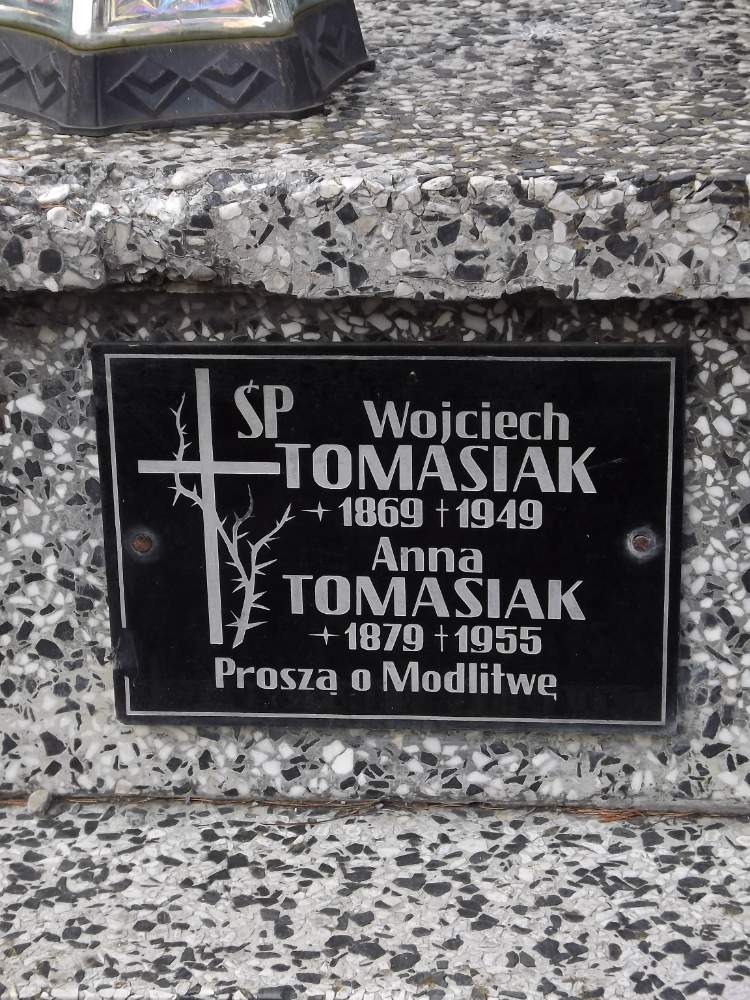 ŚP Wojciech
TOMASIAK
1869 † 1949
Anna
TOMASIAK
1879 † 1955
Proszą o Modlitwę